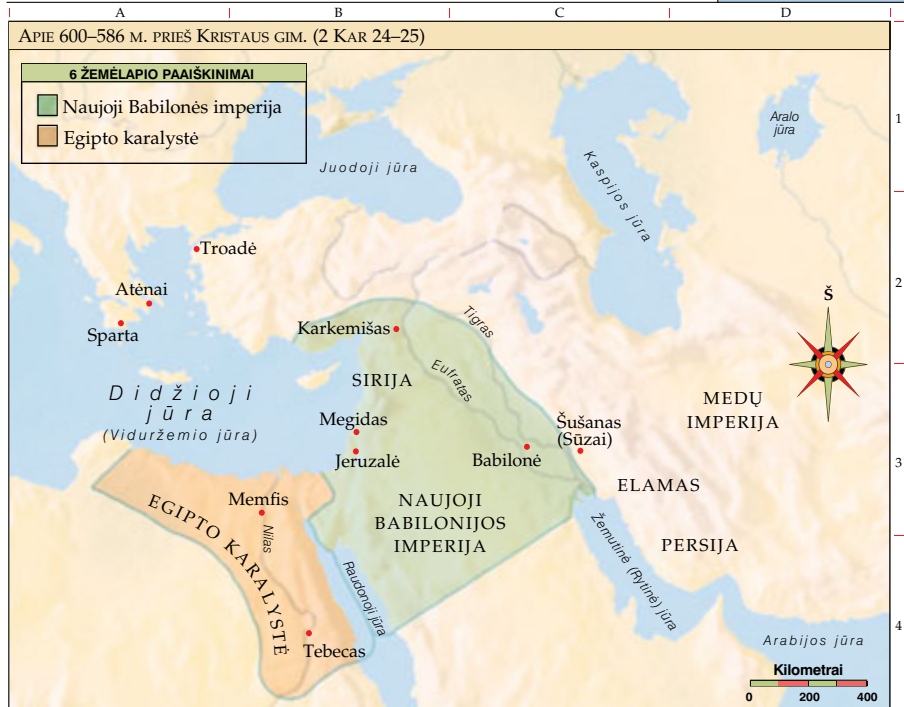 A B C D
APIE 600–586 M. PRIEŠ KRISTAUS GIM. (2 KAR 24–25)
6 ŽEMĖLAPIO PAAIŠKINIMAI
Naujoji Babilonės imperija
Egipto karalystė
1
Aralo
jūra
Juodoji jūra
Kaspijos jūra
Troadė
2
Atėnai
Sparta
Š
Karkemišas
Tigras
Eufratas
SIRIJA
Didžioji
jūra
(Viduržemio jūra)
MEDŲ
IMPERIJA
Megidas
Šušanas
(Sūzai)
Jeruzalė
Babilonė
3
ELAMAS
Memfis
NAUJOJI
BABILONIJOS
IMPERIJA
EGIPTO KARALYSTĖ
Nilas
PERSIJA
Žemutinė (Rytinė) jūra
Raudonoji jūra
4
Tebecas
Arabijos jūra
Kilometrai
0 200 400